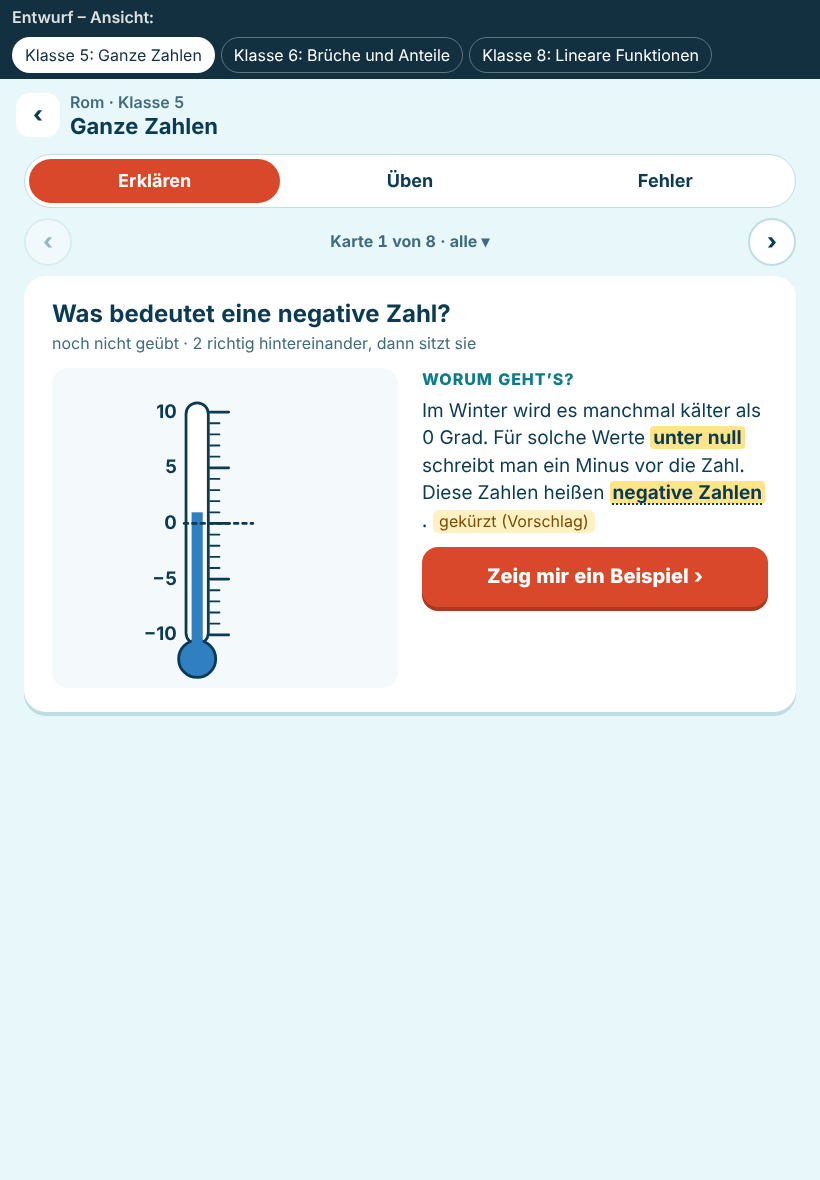 Entwurf – Ansicht:
Klasse 5: Ganze Zahlen
Klasse 6: Brüche und Anteile
Klasse 8: Lineare Funktionen
‹
Rom · Klasse 5
Ganze Zahlen
Erklären
Üben
Fehler
‹
Karte 1 von 8 · alle ▾
›
Was bedeutet eine negative Zahl?
noch nicht geübt · 2 richtig hintereinander, dann sitzt sie
10
5
0
−5
−10
WORUM GEHT’S?
Im Winter wird es manchmal kälter als
0 Grad. Für solche Werte unter null
schreibt man ein Minus vor die Zahl.
Diese Zahlen heißen negative Zahlen
. gekürzt (Vorschlag)
Zeig mir ein Beispiel ›